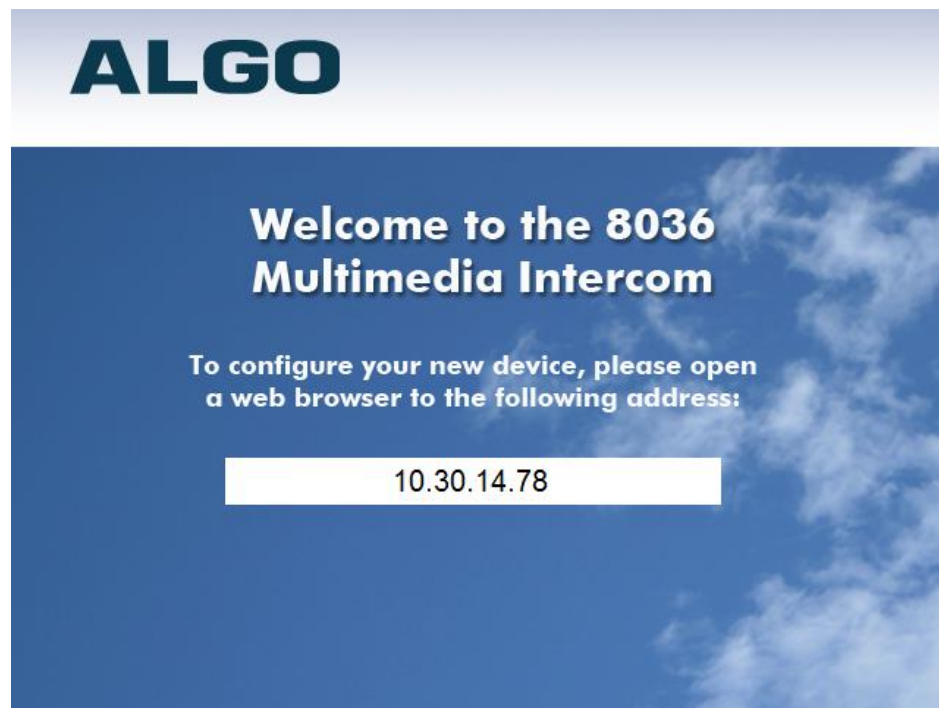 ALGO
Welcome to the 8036
Multimedia Intercom
To configure your new device, please open
a web browser to the following address:
10.30.14.78